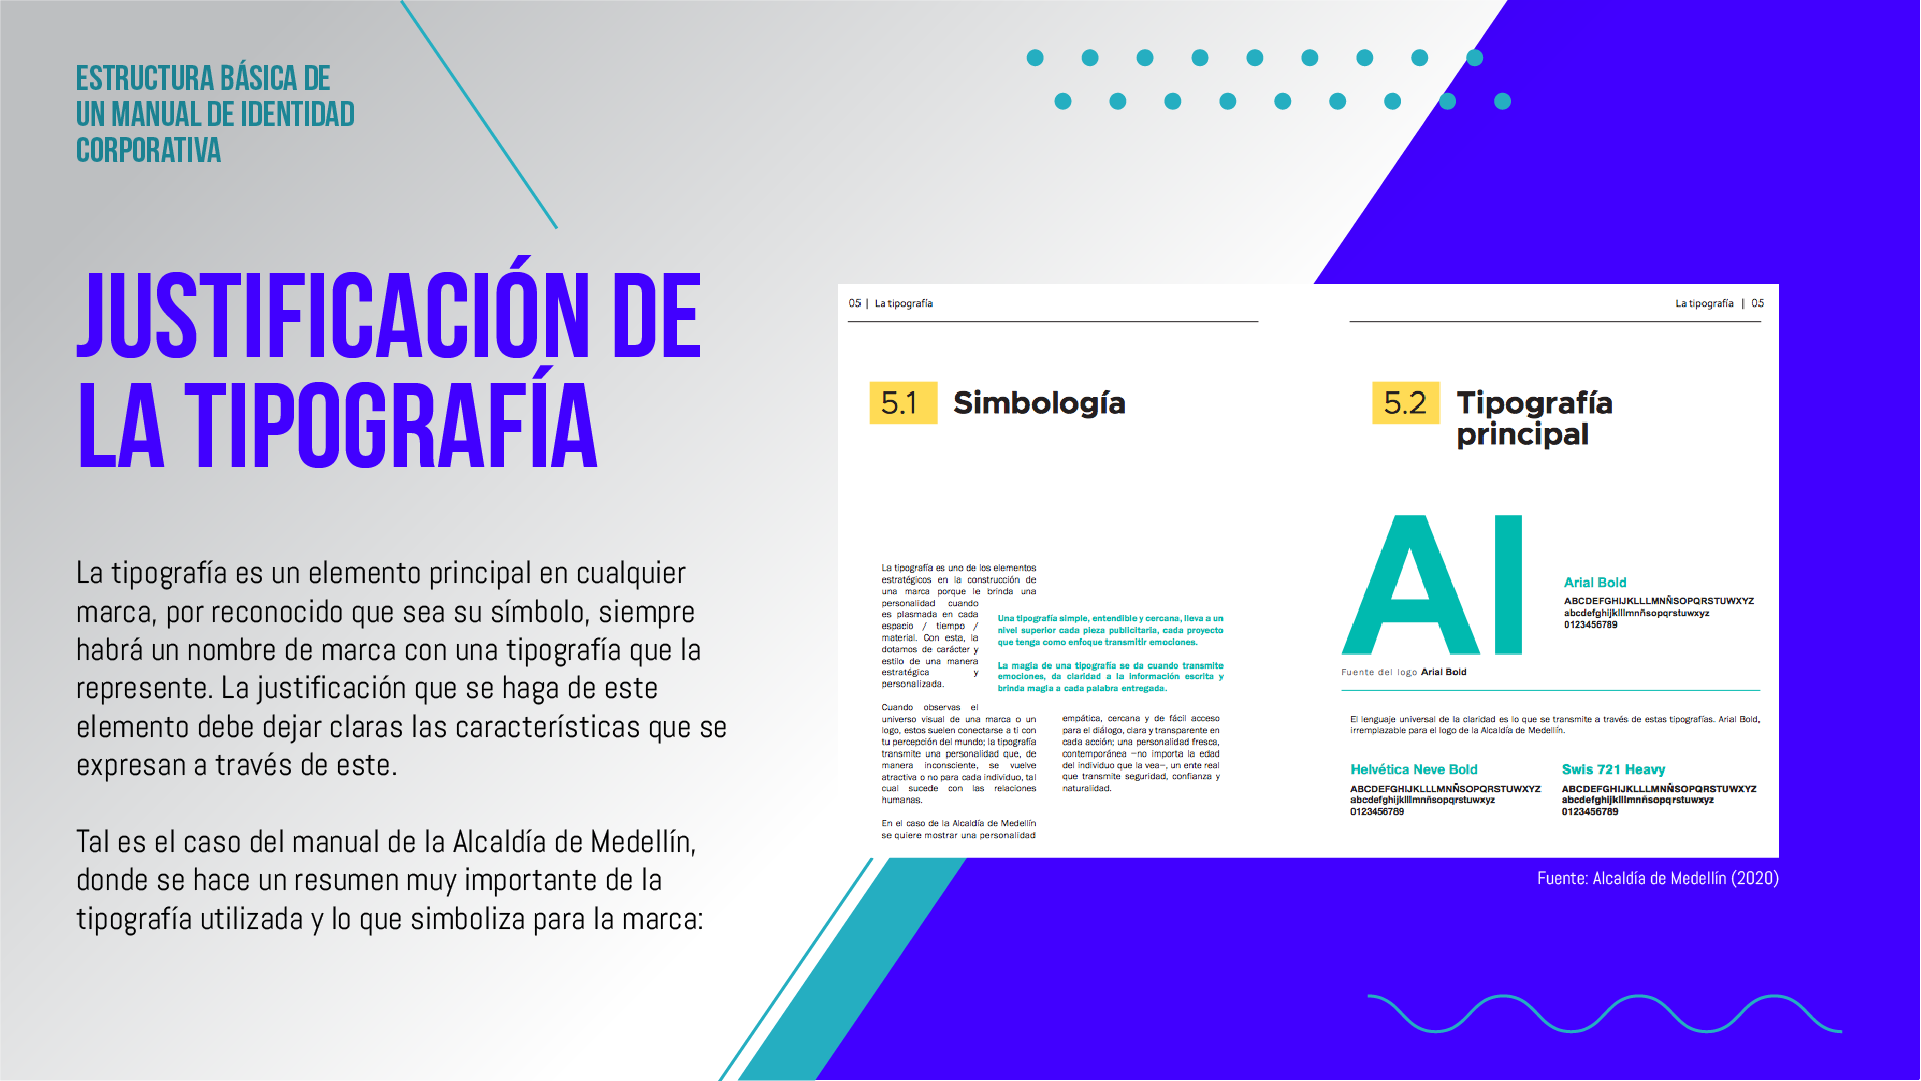 ESTRUCTURA BÁSICA DE
UN MANUAL DE IDENTIDAD
CORPORATIVA
JUSTIFICACIÓN DE
LA TIPOGRAFÍA
La tipografía es un elemento principal en cualquier
marca, por reconocido que sea su símbolo, siempre
habrá un nombre de marca con una tipografía que la
represente. La justificación que se haga de este
elemento debe dejar claras las características que se
expresan a través de este.
Tal es el caso del manual de la Alcaldía de Medellín,
donde se hace un resumen muy importante de la
tipografía utilizada y lo que simboliza para la marca:
05 | La tipografía
5.1 Simbología
La tipografía es uno de los elementos
estratégicos en la construcción de
una marca porque le brinda una
personalidad cuando
es plasmada en cada
espacio / tiempo /
material. Con esta, la
dotamos de carácter y
estilo de una manera
estratégica y
personalizada.
Cuando observas el
universo visual de una marca o un
logo, estos suelen conectarse a ti con
tu percepción del mundo; la tipografía
transmite una personalidad que, de
manera inconsciente, se vuelve
atractiva o no para cada individuo, tal
cual sucede con las relaciones
humanas.
En el caso de la Alcaldía de Medellín
se quiere mostrar una personalidad
Una tipografía simple, entendible y cercana, lleva a un
nivel superior cada pieza publicitaria, cada proyecto
que tenga como enfoque transmitir emociones.
La magia de una tipografía se da cuando transmite
emociones, da claridad a la información escrita y
brinda magia a cada palabra entregada.
empática, cercana y de fácil acceso
para el diálogo, clara y transparente en
cada acción; una personalidad fresca,
contemporánea —no importa la edad
del individuo que la vea—, un ente real
que transmite seguridad, confianza y
naturalidad.
La tipografía || 05
5.2 Tipografía
principal
Al
Fuente del logo Arial Bold
Arial Bold
ABCDEFGHIJKLLLMNÑSOPQRSTUWXYZ
abcdefghijklllmnñsopqrstuwxyz
0123456789
El lenguaje universal de la claridad es lo que se transmite a través de estas tipografías. Arial Bold,
irremplazable para el logo de la Alcaldía de Medellín.
Helvética Neve Bold
ABCDEFGHIJKLLLMNÑSOPQRSTUWXYZ
abcdefghijklllmnñsopqrstuwxyz
0123456789
Swis 721 Heavy
ABCDEFGHIJKLLLMNÑSOPQRSTUWXYZ
abcdefghijklllmnñsopqrstuwxyz
0123456789
Fuente: Alcaldía de Medellín (2020)